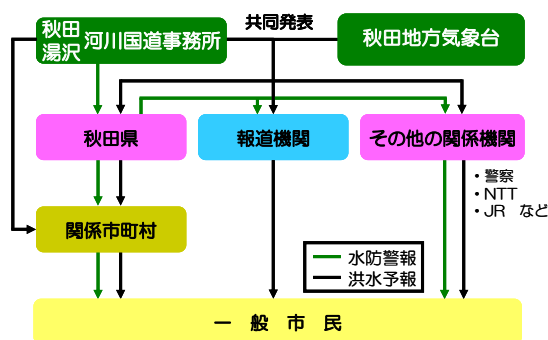 秋田
湯沢
河川国道事務所
共同発表
秋田地方気象台
秋田県
報道機関
その他の関係機関
・警察
・NTT
・JR など
関係市町村
水防警報
洪水予報
一 般 市 民